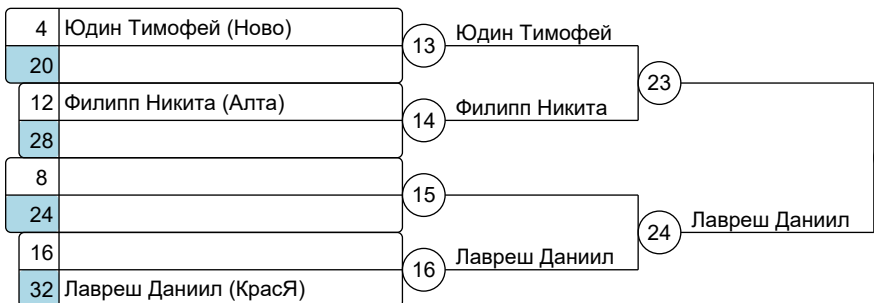 4 Юдин Тимофей (Ново)
13 Юдин Тимофей
20
23
12 Филипп Никита (Алта)
14 Филипп Никита
28
8
15
24
24 Лавреш Даниил
16
16 Лавреш Даниил
32 Лавреш Даниил (КрасЯ)